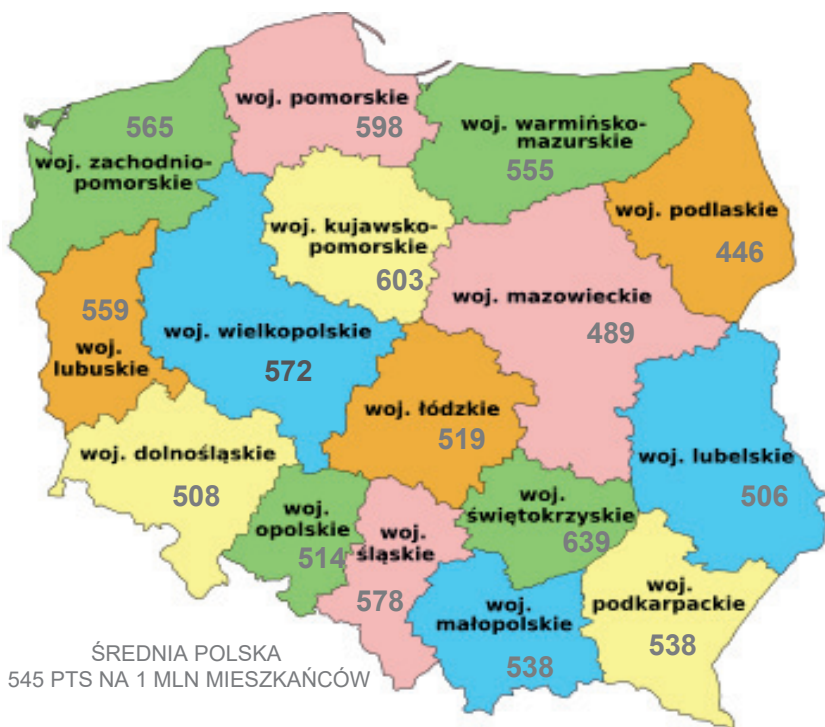 woj. pomorskie
598
565
woj. zachodnio-
pomorskie
woj. warmińsko-
mazurskie
555
woj. podlaskie
446
woj. kujawsko-
pomorskie
603
woj. mazowieckie
489
559
woj.
lubuskie
woj. wielkopolskie
572
woj. łódzkie
519
woj. dolnośląskie
508
woj. lubelskie
506
woj.
opolskie
514
woj.
śląskie
578
woj.
świętokrzyskie
639
woj.
małopolskie
538
woj.
podkarpackie
538
ŚREDNIA POLSKA
545 PTS NA 1 MLN MIESZKAŃCÓW